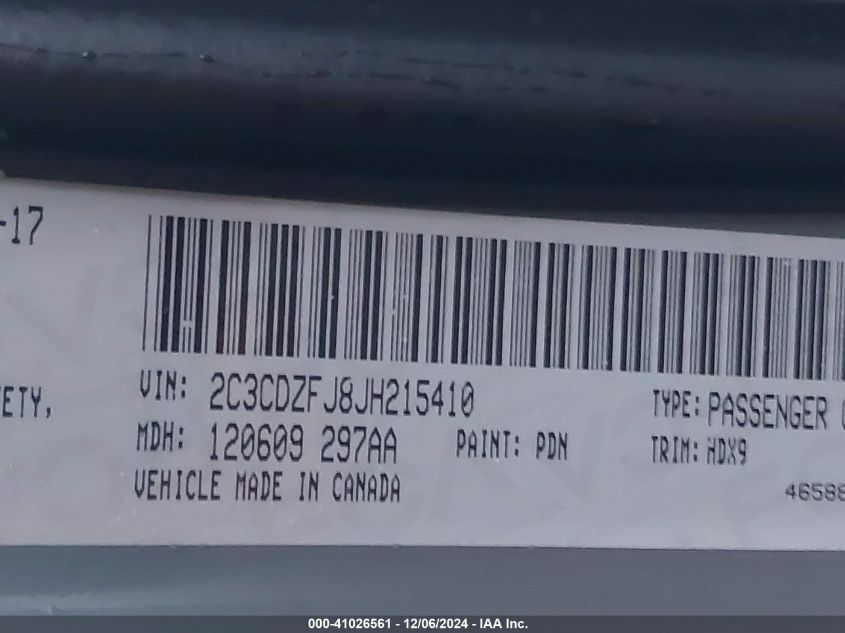 -17
ETY,
VIN: 2C3CDZFJ8JH215410
TYPE: PASSENGER
MDH: 120609 297AA
PAINT: PDN
TRIM: HDX9
VEHICLE MADE IN CANADA
46588
000-41026561 - 12/06/2024 - IAA Inc.